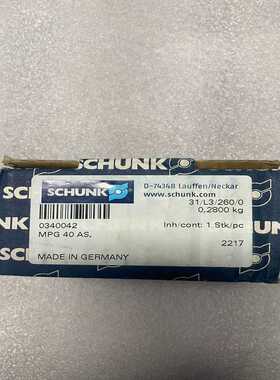 SCHUNK
SCHUNK
D-74348 Lauffen/Neckar
www.schunk.com
31/L3/260/0
0,2800 kg
0340042
Inh/cont: 1 Stk/pc
MPG 40 AS,
2217
MADE IN GERMANY